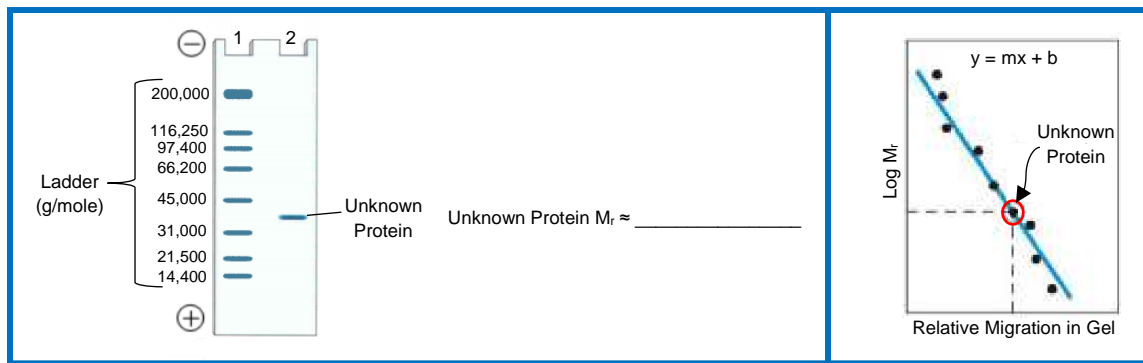 1 2
200,000
116,250
97,400
66,200
45,000
31,000
21,500
14,400
Ladder
(g/mole)
Unknown
Protein
Unknown Protein Mr ≈ _______________
y = mx + b
Unknown
Protein
Log Mr
Relative Migration in Gel